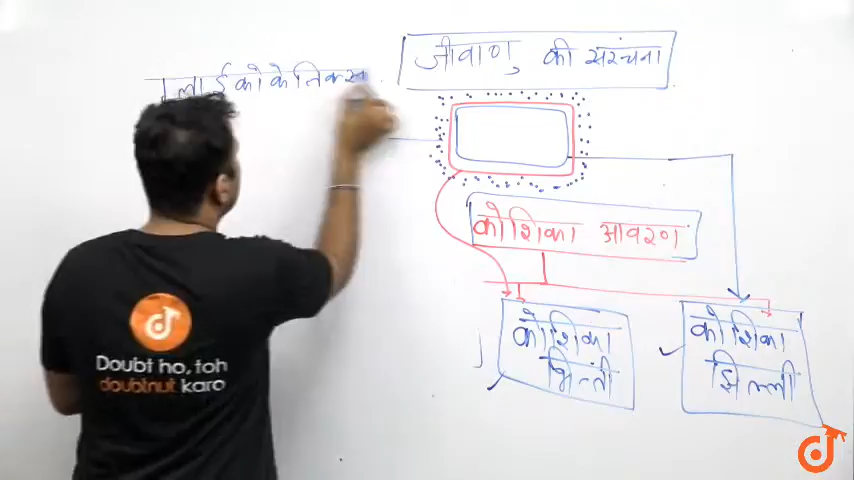 जीवाणु की संरचना
ग्लाईकोकेलिक्स
कोशिका आवरण
कोशिका
भित्ती
कोशिका
झिल्ली
Doubt ho, toh
doubtnut karo